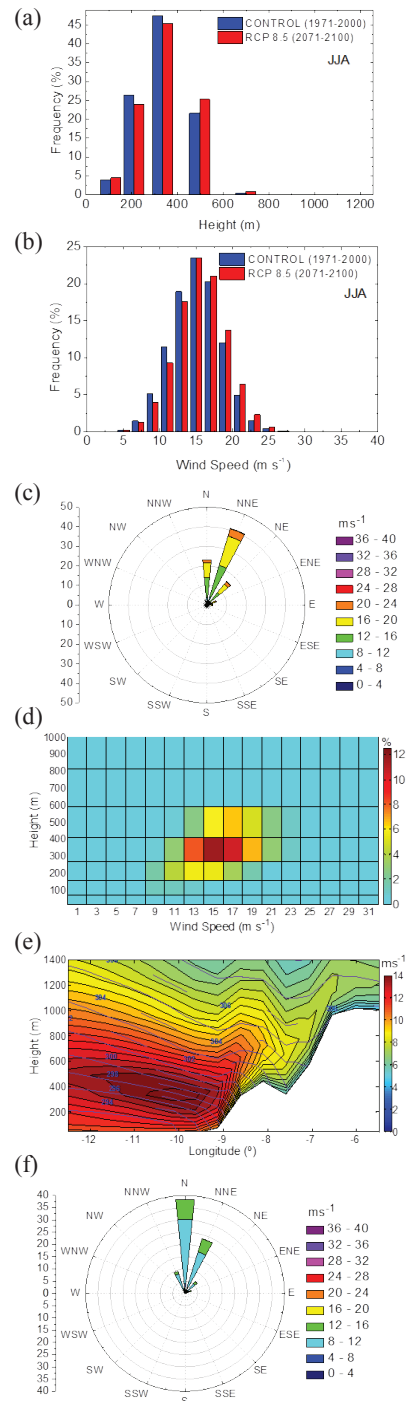 (a)
CONTROL (1971-2000)
RCP 8.5 (2071-2100)
JJA
Frequency (%)
45
40
35
30
25
20
15
10
5
0
0 200 400 600 800 1000 1200
Height (m)
(b)
CONTROL (1971-2000)
RCP 8.5 (2071-2100)
JJA
Frequency (%)
25
20
15
10
5
0
0 5 10 15 20 25 30 35 40
Wind Speed (m s⁻¹)
(c)
50
40
30
20
10
0
10
20
30
40
50
N
NNE
NE
ENE
E
ESE
SE
SSE
S
SSW
SW
WSW
W
WNW
NW
NNW
ms⁻¹
36 - 40
32 - 36
28 - 32
24 - 28
20 - 24
16 - 20
12 - 16
8 - 12
4 - 8
0 - 4
(d)
Height (m)
1000
900
800
700
600
500
400
300
200
100
1 3 5 7 9 11 13 15 17 19 21 23 25 27 29 31
Wind Speed (m s⁻¹)
%
12
10
8
6
4
2
0
(e)
Height (m)
1400
1200
1000
800
600
400
200
-12 -11 -10 -9 -8 -7 -6
Longitude (º)
304
304
ms⁻¹
14
12
10
8
6
4
2
0
(f)
40
35
30
25
20
15
10
5
0
5
10
15
20
25
30
35
40
N
NNE
NE
ENE
E
ESE
SE
SSE
S
SSW
SW
WSW
W
WNW
NW
NNW
ms⁻¹
36 - 40
32 - 36
28 - 32
24 - 28
20 - 24
16 - 20
12 - 16
8 - 12
4 - 8
0 - 4